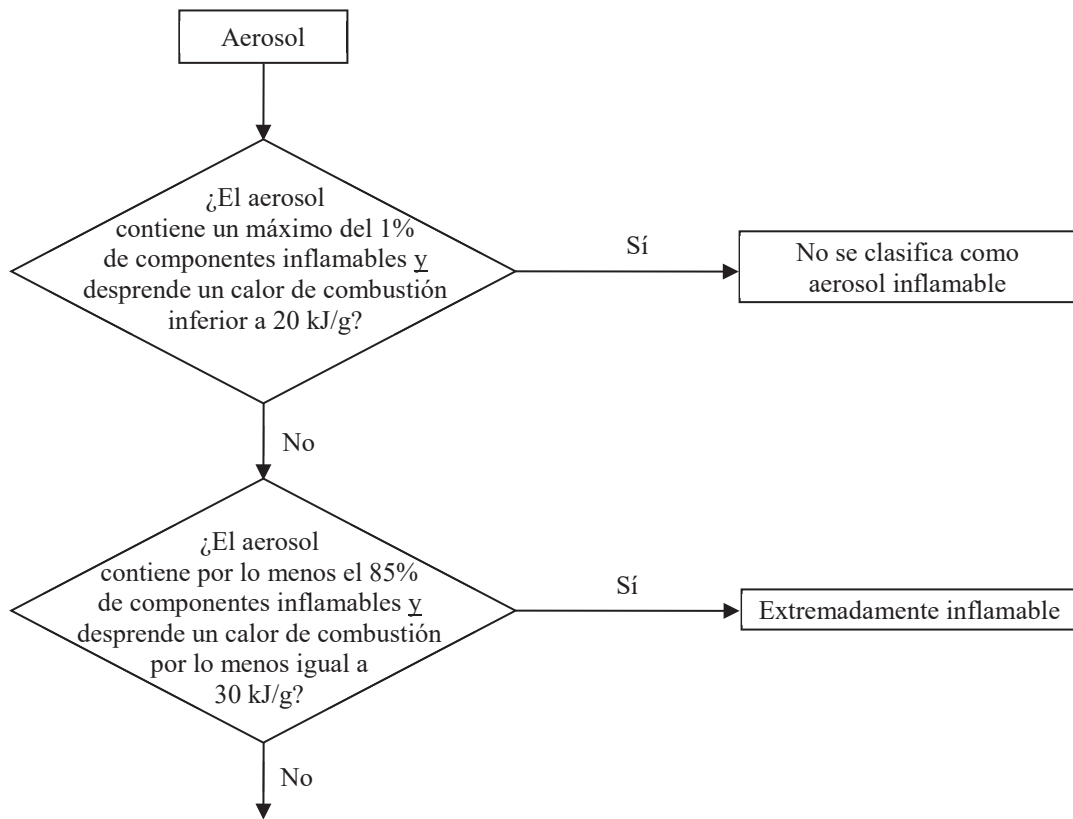 Aerosol
¿El aerosol
contiene un máximo del 1%
de componentes inflamables y
desprende un calor de combustión
inferior a 20 kJ/g?
Sí
No se clasifica como
aerosol inflamable
No
¿El aerosol
contiene por lo menos el 85%
de componentes inflamables y
desprende un calor de combustión
por lo menos igual a
30 kJ/g?
Sí
Extremadamente inflamable
No